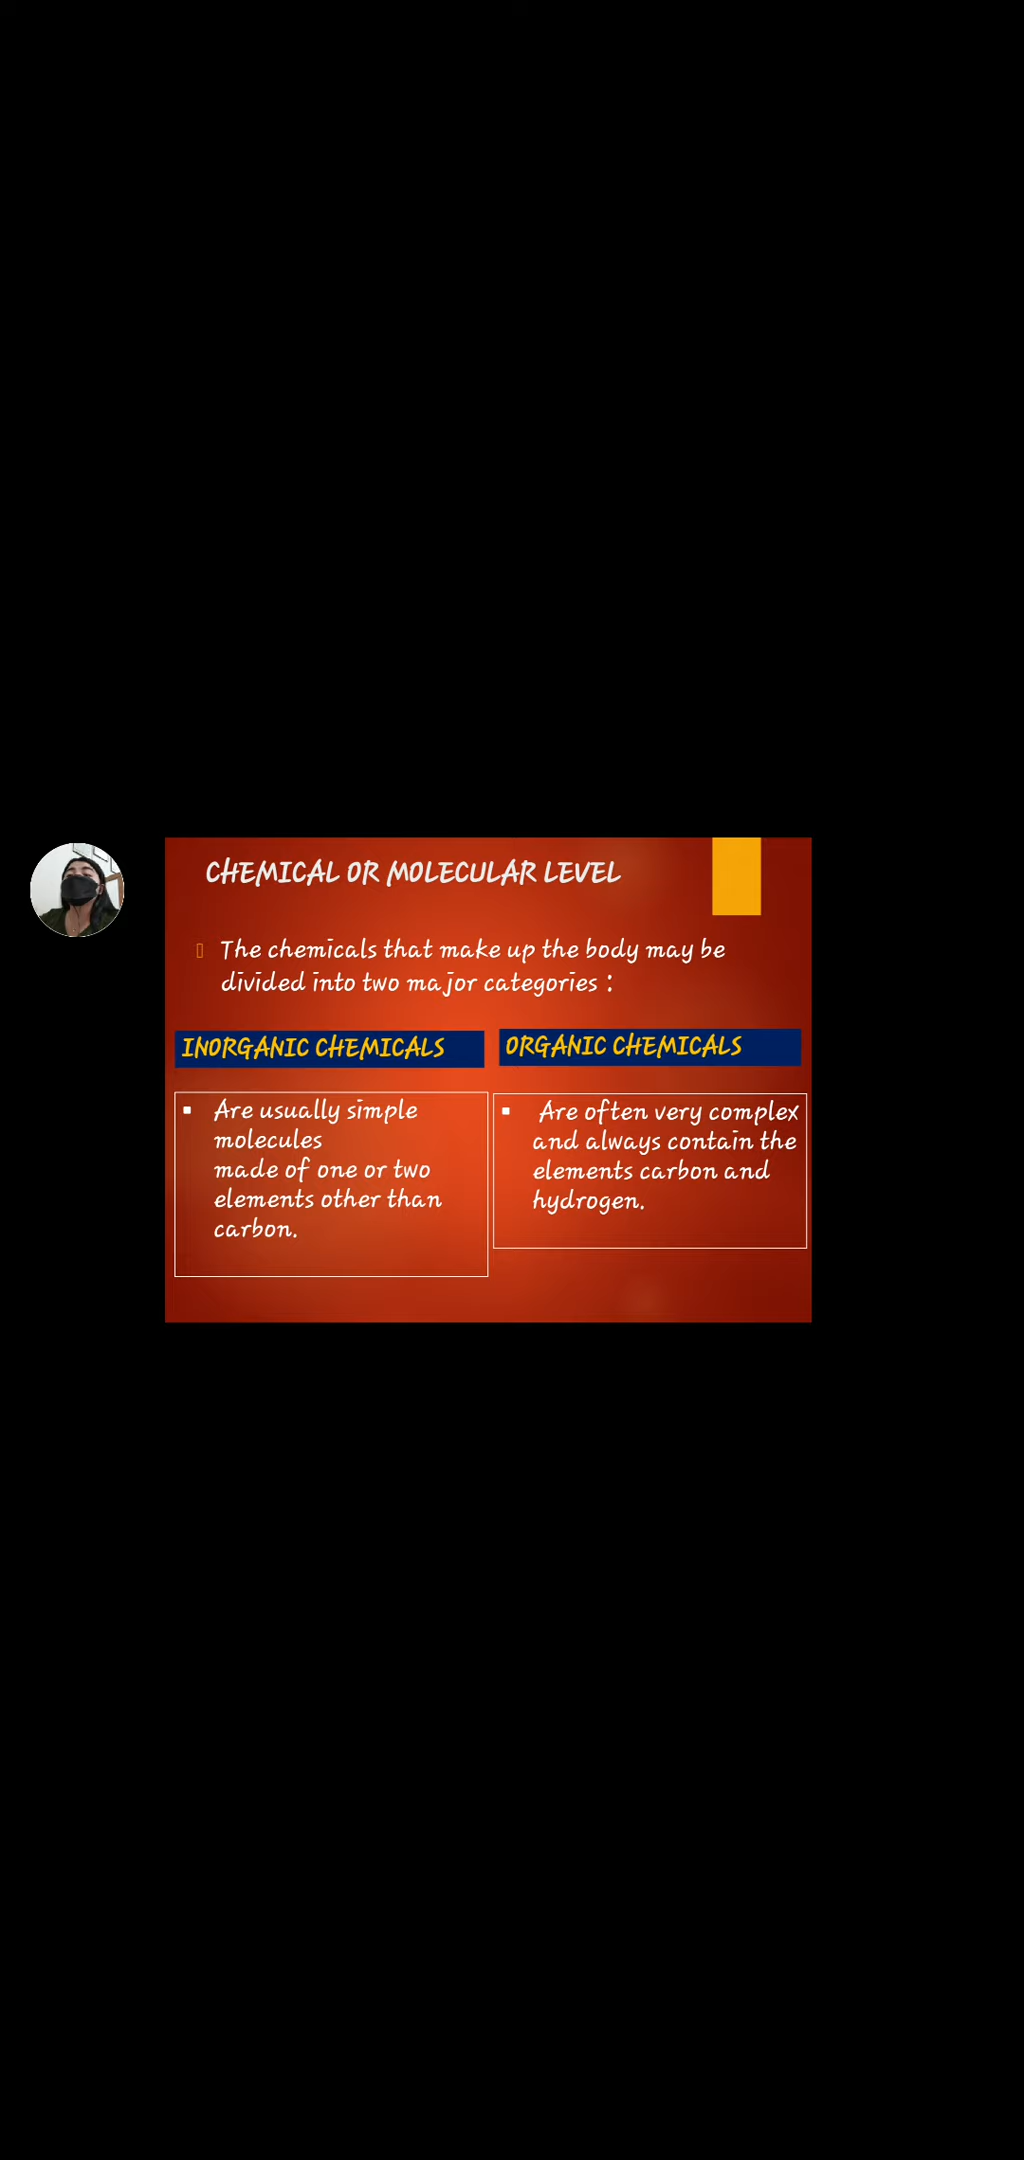 CHEMICAL OR MOLECULAR LEVEL
The chemicals that make up the body may be
divided into two major categories :
INORGANIC CHEMICALS
▪ Are usually simple
molecules
made of one or two
elements other than
carbon.
ORGANIC CHEMICALS
▪ Are often very complex
and always contain the
elements carbon and
hydrogen.